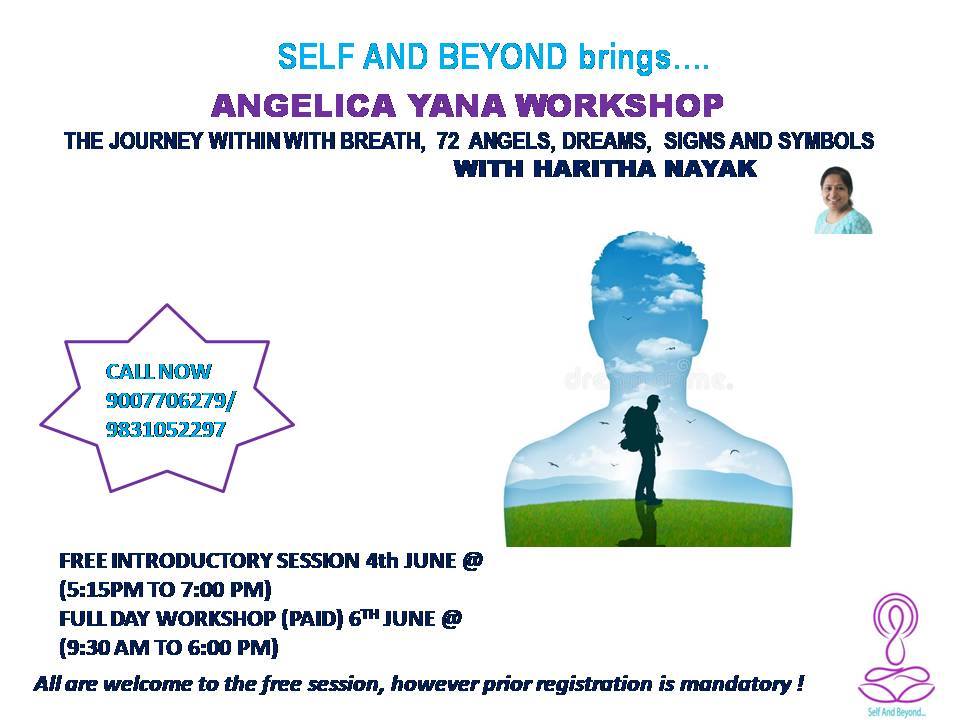 SELF AND BEYOND brings....
ANGELICA YANA WORKSHOP
THE JOURNEY WITHIN WITH BREATH, 72 ANGELS, DREAMS, SIGNS AND SYMBOLS
WITH HARITHA NAYAK
CALL NOW
9007706279/
9831052297
FREE INTRODUCTORY SESSION 4th JUNE @
(5:15PM TO 7:00 PM)
FULL DAY WORKSHOP (PAID) 6TH JUNE @
(9:30 AM TO 6:00 PM)
All are welcome to the free session, however prior registration is mandatory !
Self And Beyond...